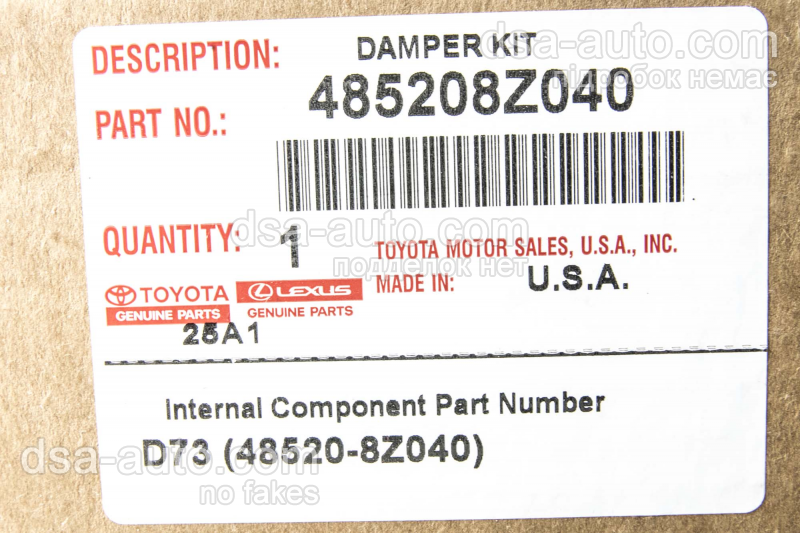 DESCRIPTION: DAMPER KIT
dsa-auto.com
підробок немає
PART NO.: 485208Z040
QUANTITY: 1
dsa-auto.com
подделок нет
TOYOTA MOTOR SALES, U.S.A., INC.
MADE IN: U.S.A.
TOYOTA LEXUS
GENUINE PARTS GENUINE PARTS
25A1
Internal Component Part Number
D73 (48520-8Z040)
dsa-auto.com
no fakes